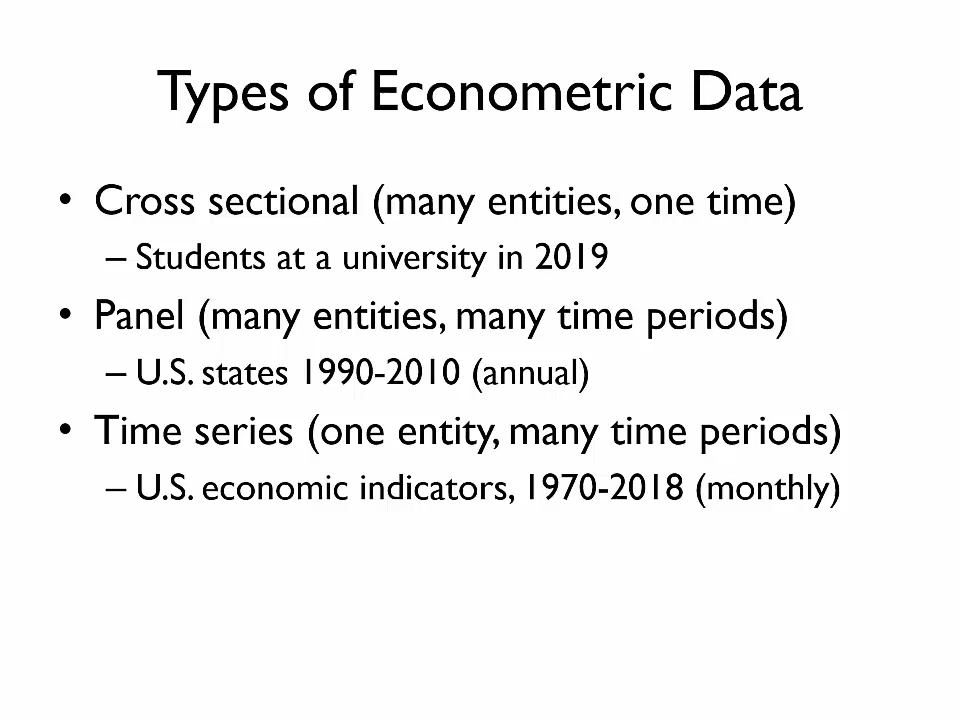 Types of Econometric Data
• Cross sectional (many entities, one time)
– Students at a university in 2019
• Panel (many entities, many time periods)
– U.S. states 1990-2010 (annual)
• Time series (one entity, many time periods)
– U.S. economic indicators, 1970-2018 (monthly)